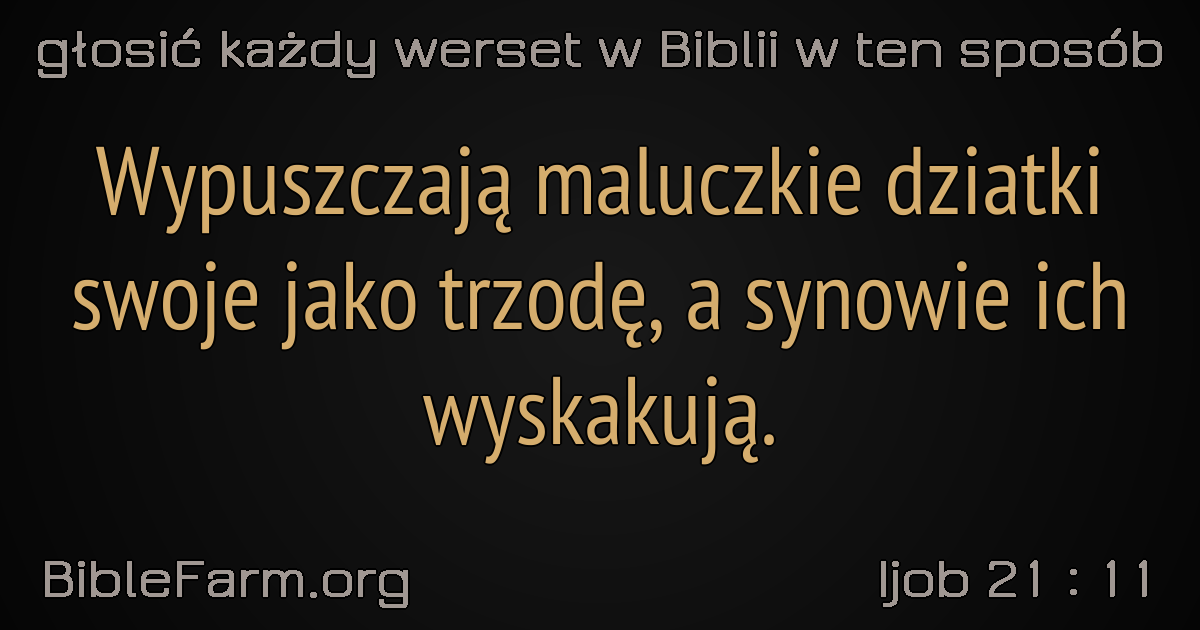 głosić każdy werset w Biblii w ten sposób
Wypuszczają maluczkie dziatki
swoje jako trzodę, a synowie ich
wyskakują.
BibleFarm.org
Ijob 21 : 11